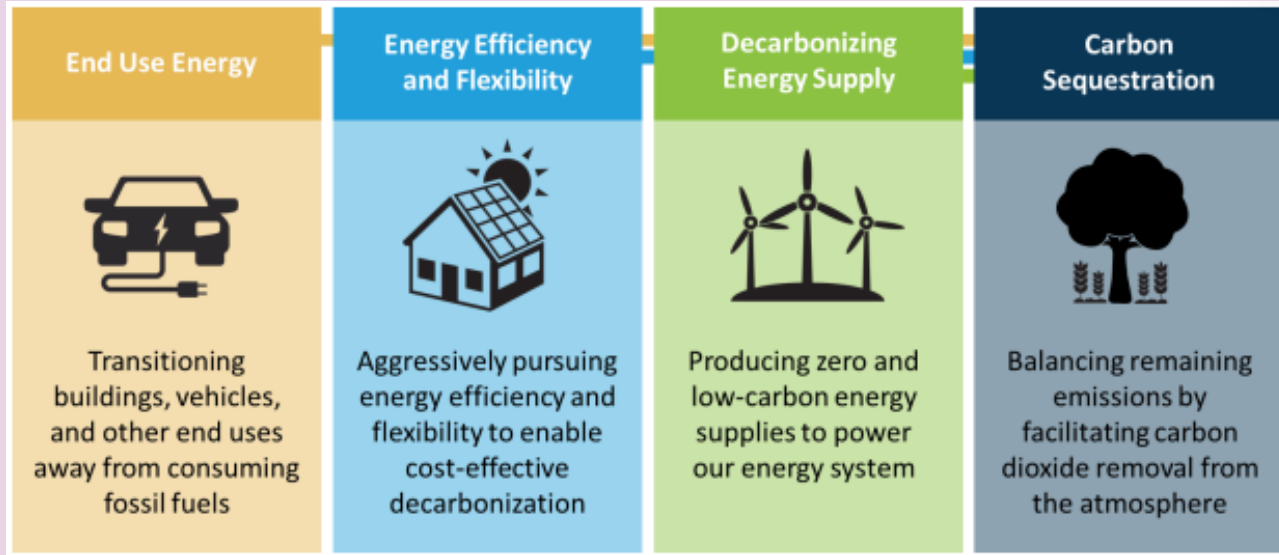 End Use Energy
Transitioning
buildings, vehicles,
and other end uses
away from consuming
fossil fuels
Energy Efficiency
and Flexibility
Aggressively pursuing
energy efficiency and
flexibility to enable
cost-effective
decarbonization
Decarbonizing
Energy Supply
Producing zero and
low-carbon energy
supplies to power
our energy system
Carbon
Sequestration
Balancing remaining
emissions by
facilitating carbon
dioxide removal from
the atmosphere